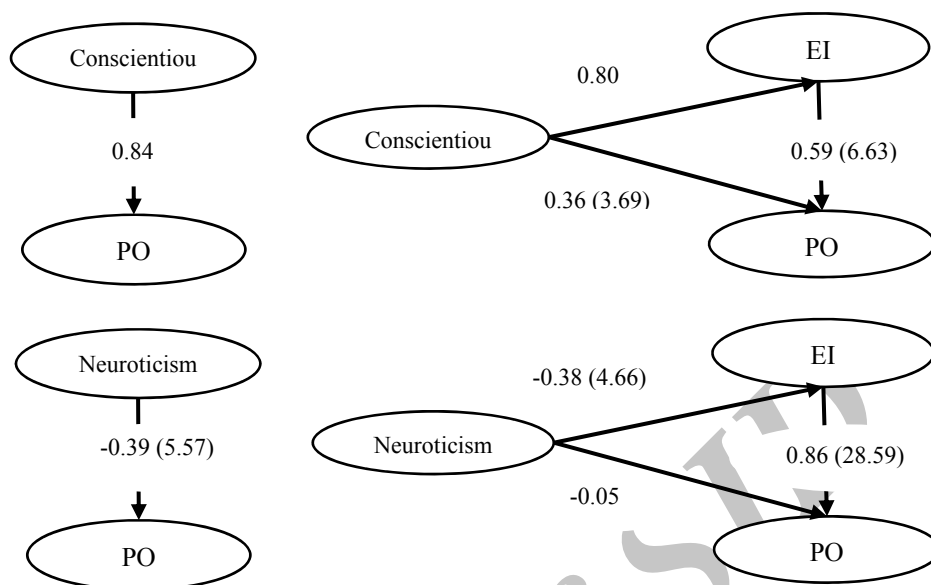 Conscientiou
0.84
PO
EI
0.80
Conscientiou
0.59 (6.63)
0.36 (3.69)
PO
Neuroticism
-0.39 (5.57)
PO
EI
-0.38 (4.66)
Neuroticism
0.86 (28.59)
-0.05
PO